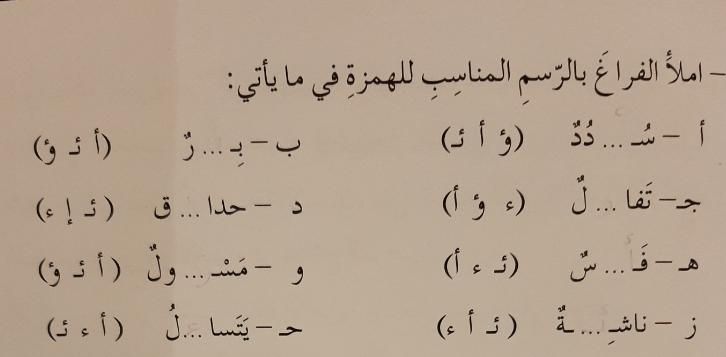 – املأُ الفراغَ بالرّسمِ المناسِبِ للهمزةِ في ما يأتي:
أ – سُـ ... دُدٌ (ؤ أ ئـ) ب – بِـ ... رٌ (أ ئـ ؤ)
جـ – تَفا ... لٌ (ء ؤ أ) د – حدا ... ق (ئـ إ ء)
هـ – فَـ ... سٌ (ئـ ء أ) و – مَسْـ ... ولٌ (أ ئـ ؤ)
ز – ناشـِ ... ـةٌ (ئـ أ ء) حـ – يَتَسا ... لُ (أ ء ئـ)